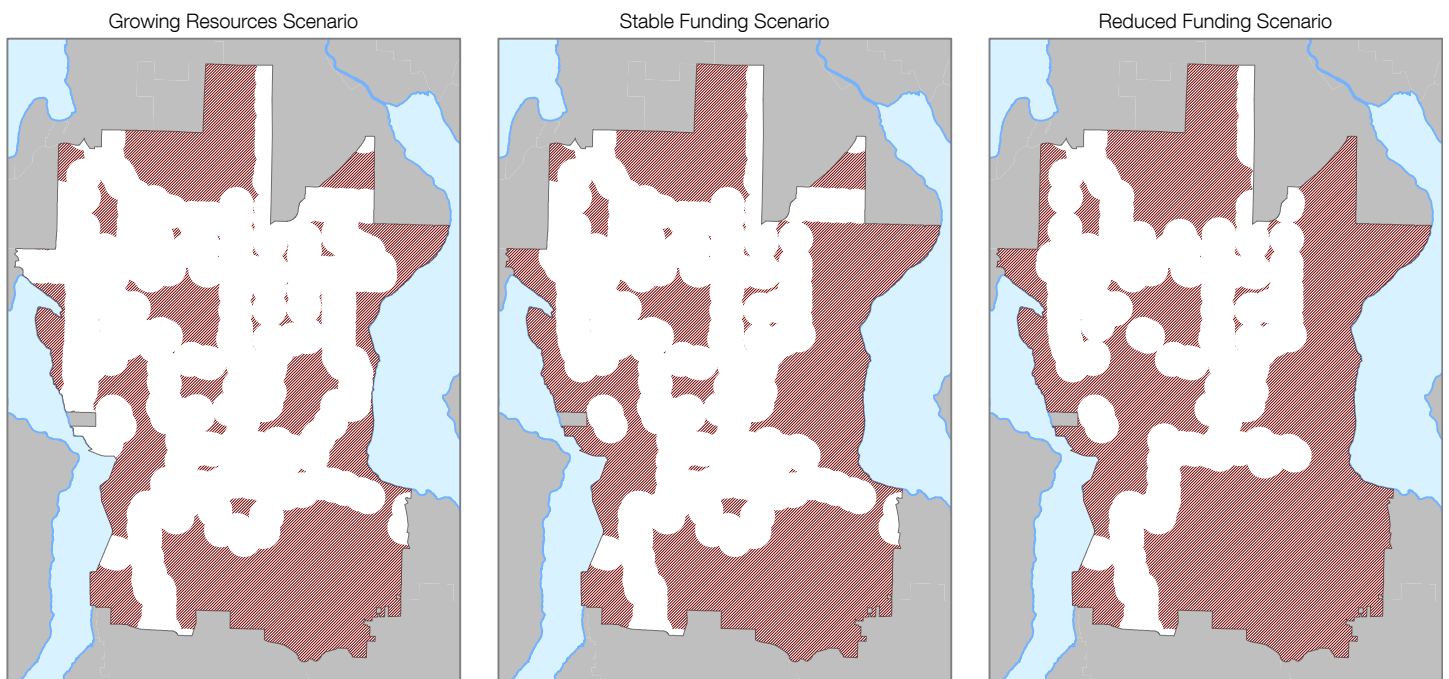 Growing Resources Scenario
Stable Funding Scenario
Reduced Funding Scenario